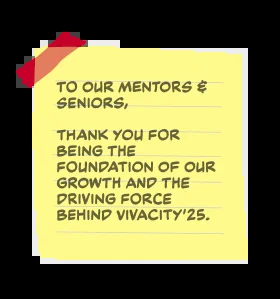 TO OUR MENTORS &
SENIORS,
THANK YOU FOR
BEING THE
FOUNDATION OF OUR
GROWTH AND THE
DRIVING FORCE
BEHIND VIVACITY'25.